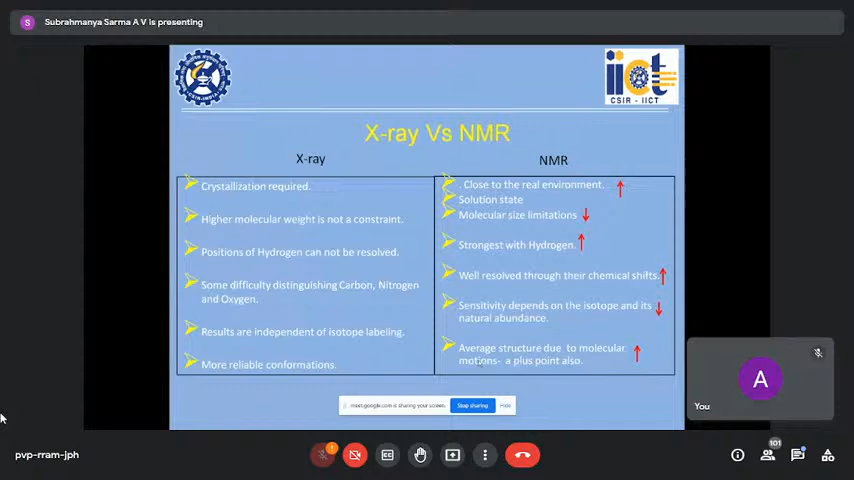 S Subrahmanya Sarma A V is presenting
iict
CSIR - IICT
X-ray Vs NMR
X-ray
NMR
Crystallization required.
Higher molecular weight is not a constraint.
Positions of Hydrogen can not be resolved.
Some difficulty distinguishing Carbon, Nitrogen
and Oxygen.
Results are independent of isotope labeling.
More reliable conformations.
. Close to the real environment.
Solution state
Molecular size limitations
Strongest with Hydrogen.
Well resolved through their chemical shifts.
Sensitivity depends on the isotope and its
natural abundance.
Average structure due to molecular
motions- a plus point also.
A
You
meet.google.com is sharing your screen.
Stop sharing
Hide
pvp-rram-jph
1
101